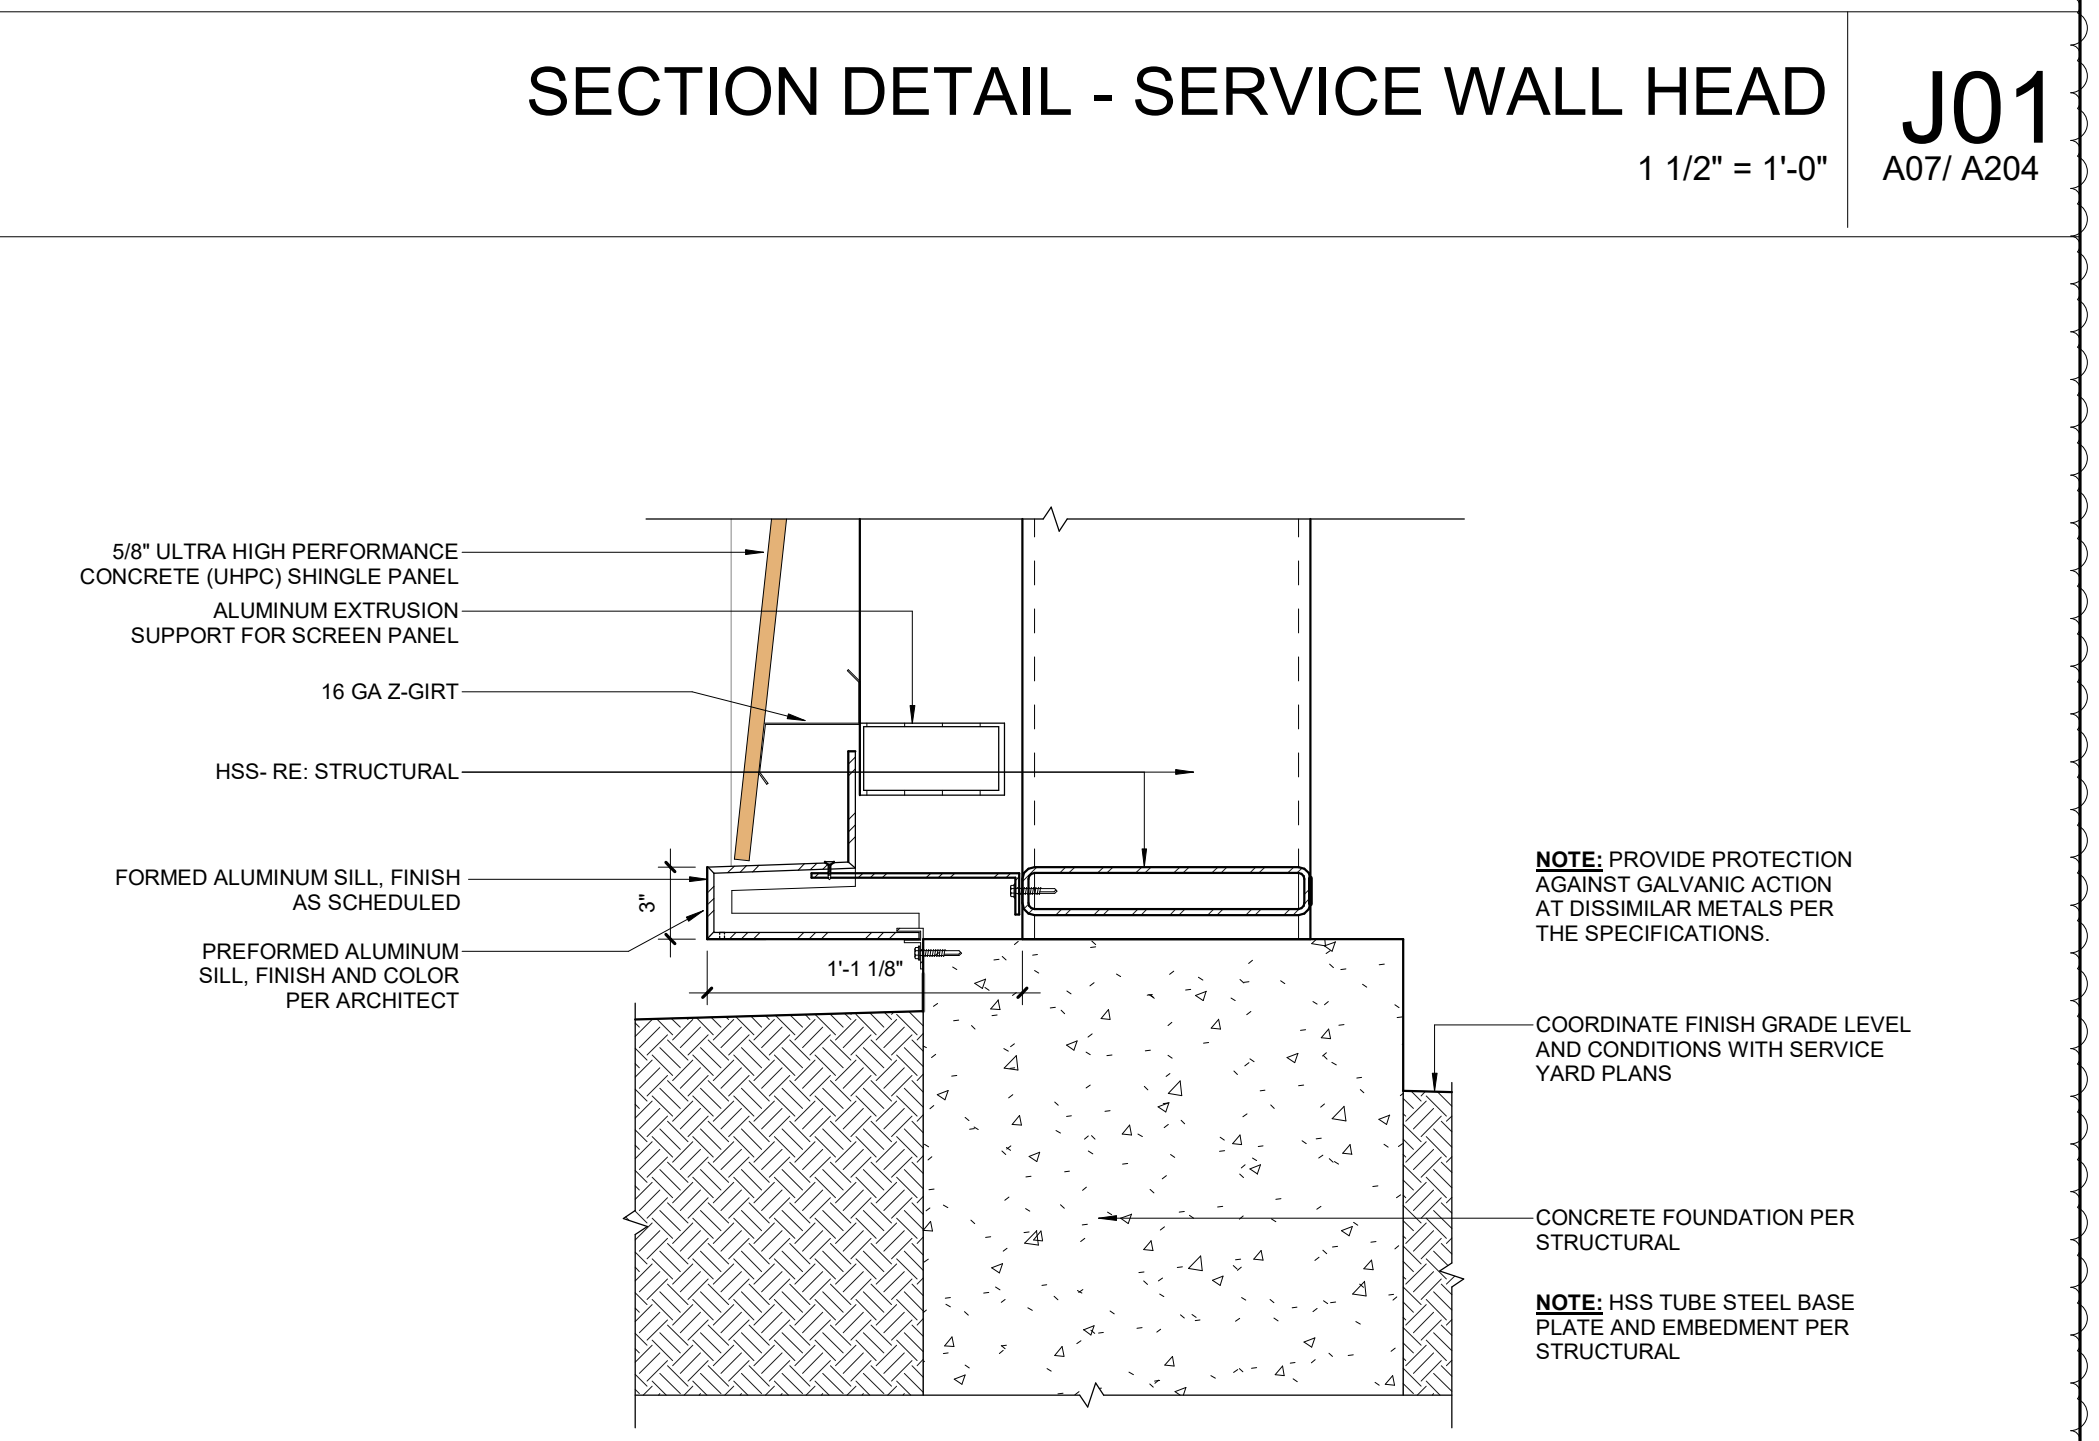 SECTION DETAIL - SERVICE WALL HEAD
1 1/2" = 1'-0"
J01
A07/ A204
5/8" ULTRA HIGH PERFORMANCE
CONCRETE (UHPC) SHINGLE PANEL
ALUMINUM EXTRUSION
SUPPORT FOR SCREEN PANEL
16 GA Z-GIRT
HSS- RE: STRUCTURAL
FORMED ALUMINUM SILL, FINISH
AS SCHEDULED
PREFORMED ALUMINUM
SILL, FINISH AND COLOR
PER ARCHITECT
3"
1'-1 1/8"
NOTE: PROVIDE PROTECTION
AGAINST GALVANIC ACTION
AT DISSIMILAR METALS PER
THE SPECIFICATIONS.
COORDINATE FINISH GRADE LEVEL
AND CONDITIONS WITH SERVICE
YARD PLANS
CONCRETE FOUNDATION PER
STRUCTURAL
NOTE: HSS TUBE STEEL BASE
PLATE AND EMBEDMENT PER
STRUCTURAL